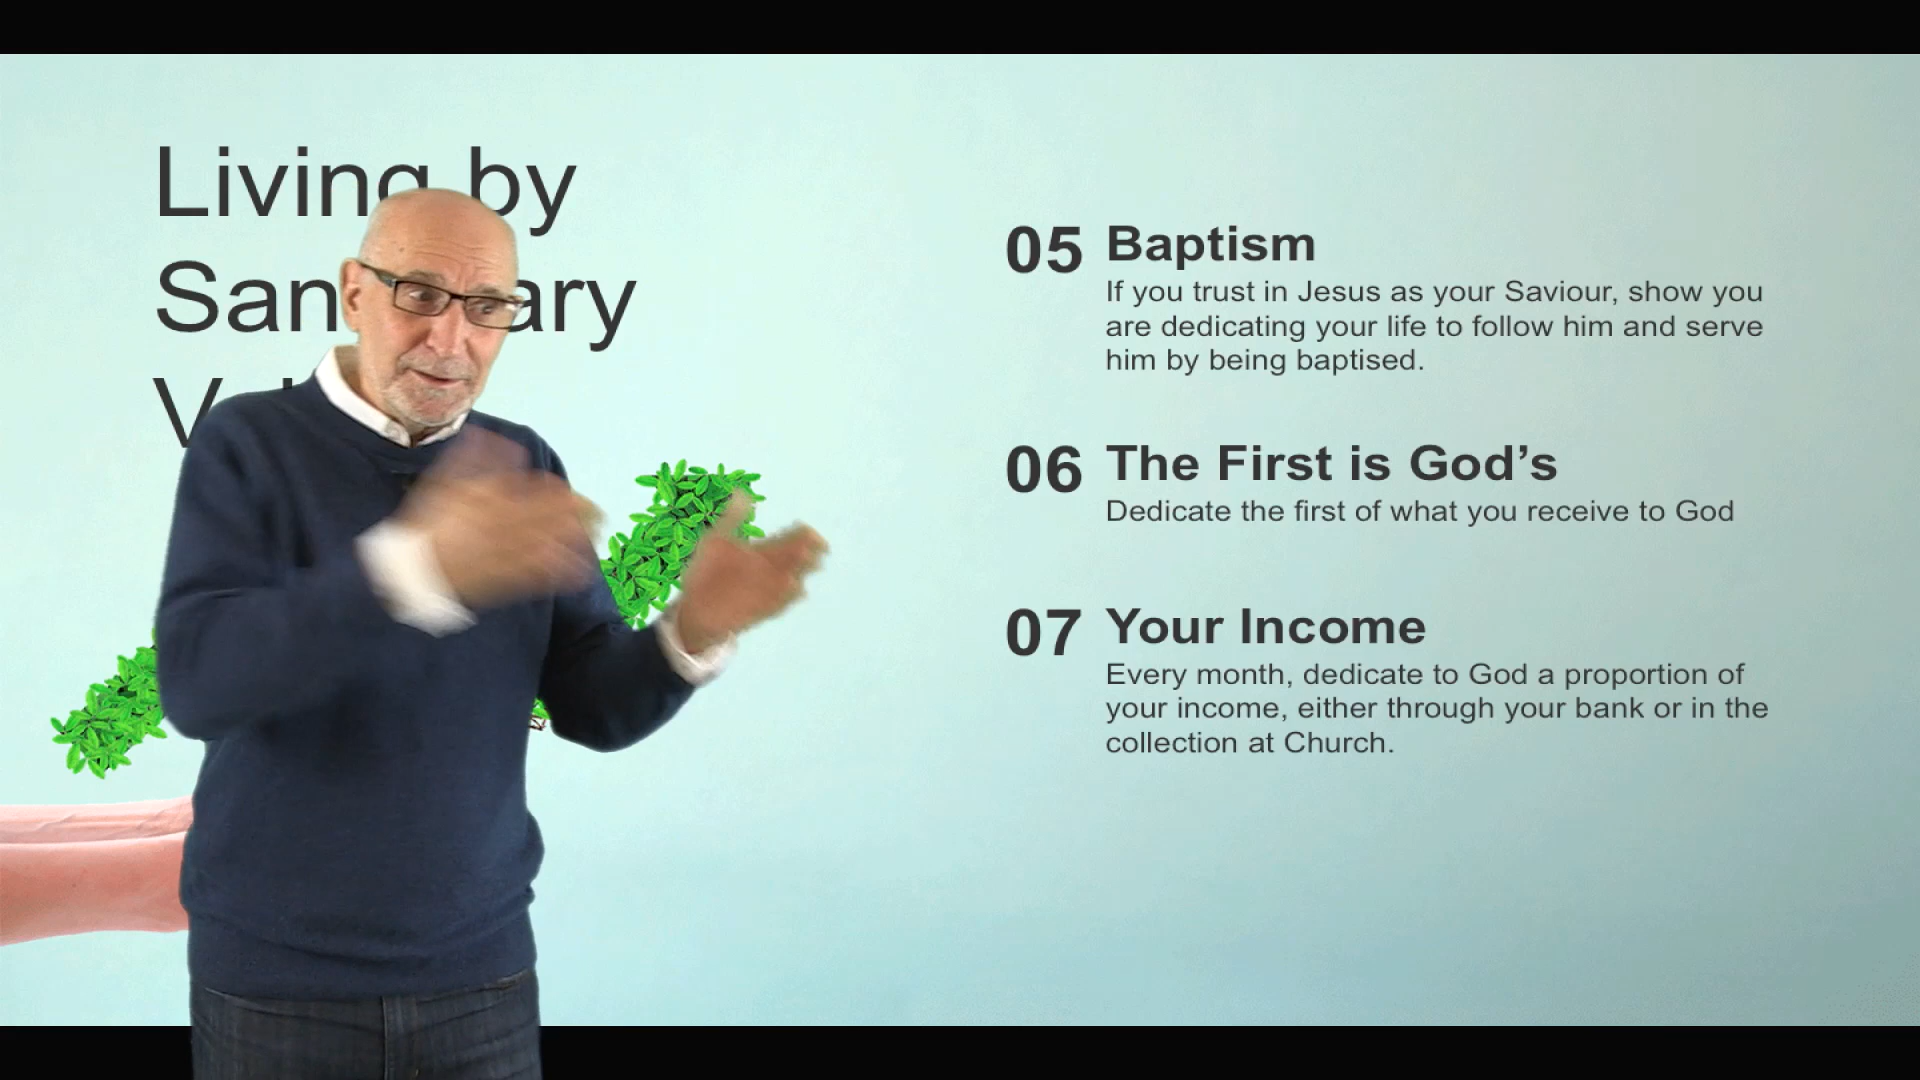 Living by
05 Baptism
If you trust in Jesus as your Saviour, show you
are dedicating your life to follow him and serve
him by being baptised.
06 The First is God’s
Dedicate the first of what you receive to God
07 Your Income
Every month, dedicate to God a proportion of
your income, either through your bank or in the
collection at Church.